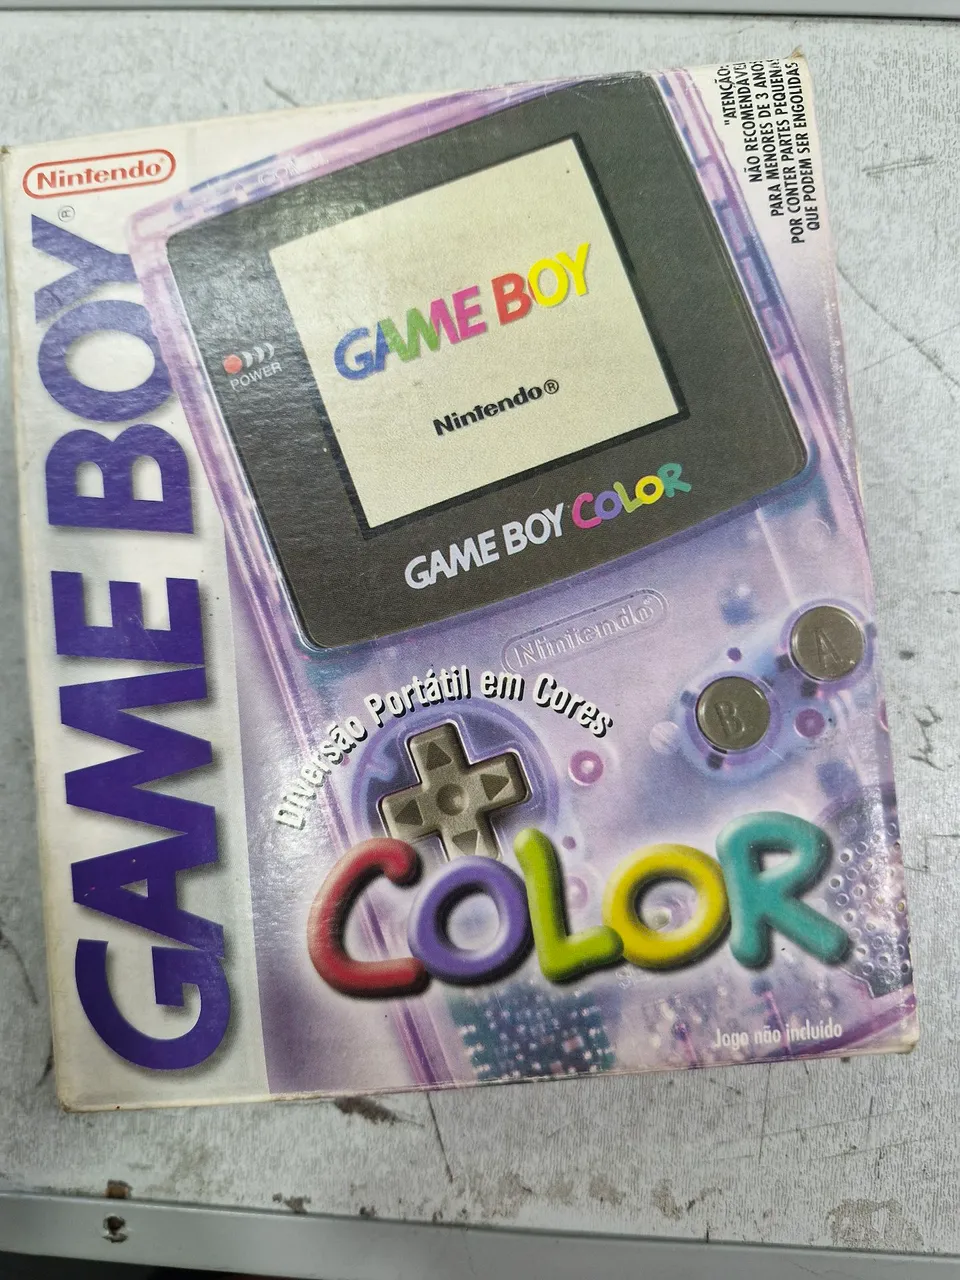 Nintendo®
GAME BOY®
"ATENÇÃO:
NÃO RECOMENDÁVEL
PARA MENORES DE 3 ANOS
POR CONTER PARTES PEQUENAS
QUE PODEM SER ENGOLIDAS
POWER
GAME BOY
Nintendo®
GAME BOY COLOR
Nintendo®
A
B
Diversão Portátil em Cores
COLOR
Jogo não incluido